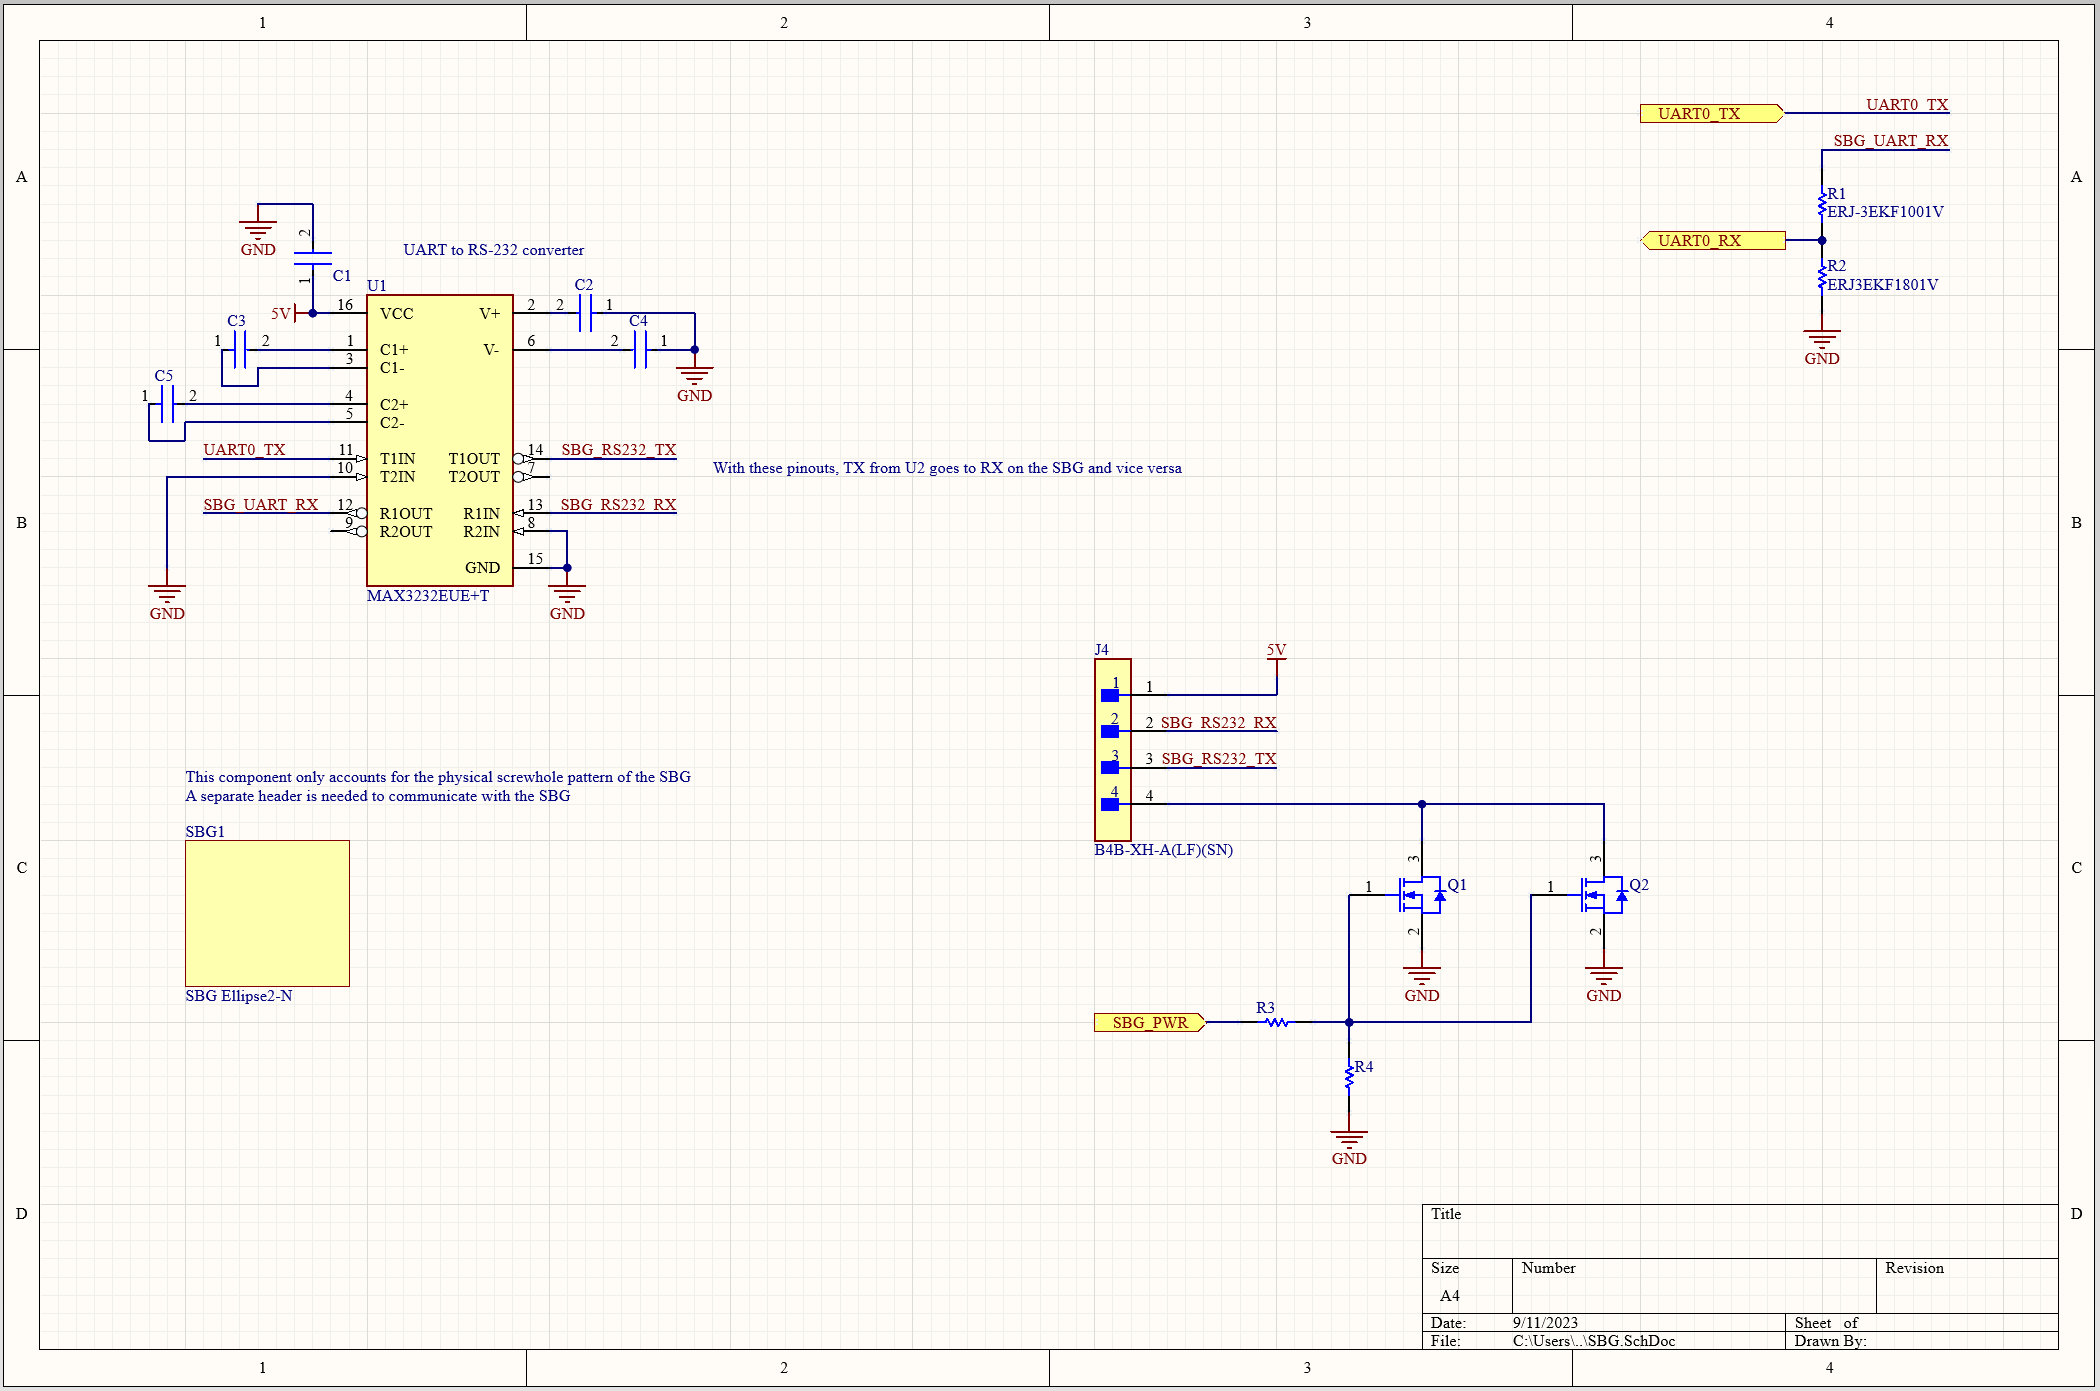 1 2 3 4
UART0_TX UART0_TX
SBG_UART_RX
A A
R1
ERJ-3EKF1001V
UART0_RX
R2
ERJ3EKF1801V
GND
GND
2
1
C1
UART to RS-232 converter
U1
5V
16 VCC
V+ 2
2 C2 1
C3
1 2
1 C1+
3 C1-
V- 6
2 C4 1
GND
C5
1 2
4 C2+
5 C2-
UART0_TX 11 T1IN
T1OUT 14 SBG_RS232_TX
10 T2IN
T2OUT 7
With these pinouts, TX from U2 goes to RX on the SBG and vice versa
SBG_UART_RX 12 R1OUT
R1IN 13 SBG_RS232_RX
9 R2OUT
R2IN 8
B B
GND 15
MAX3232EUE+T
GND
GND
J4
5V
1 1
2 2 SBG_RS232_RX
3 3 SBG_RS232_TX
4 4
B4B-XH-A(LF)(SN)
This component only accounts for the physical screwhole pattern of the SBG
A separate header is needed to communicate with the SBG
SBG1
SBG Ellipse2-N
C C
3
1 Q1
2
GND
3
1 Q2
2
GND
SBG_PWR
R3
R4
GND
D D
Title
Size Number Revision
A4
Date: 9/11/2023 Sheet of
File: C:\Users\..\SBG.SchDoc Drawn By:
1 2 3 4